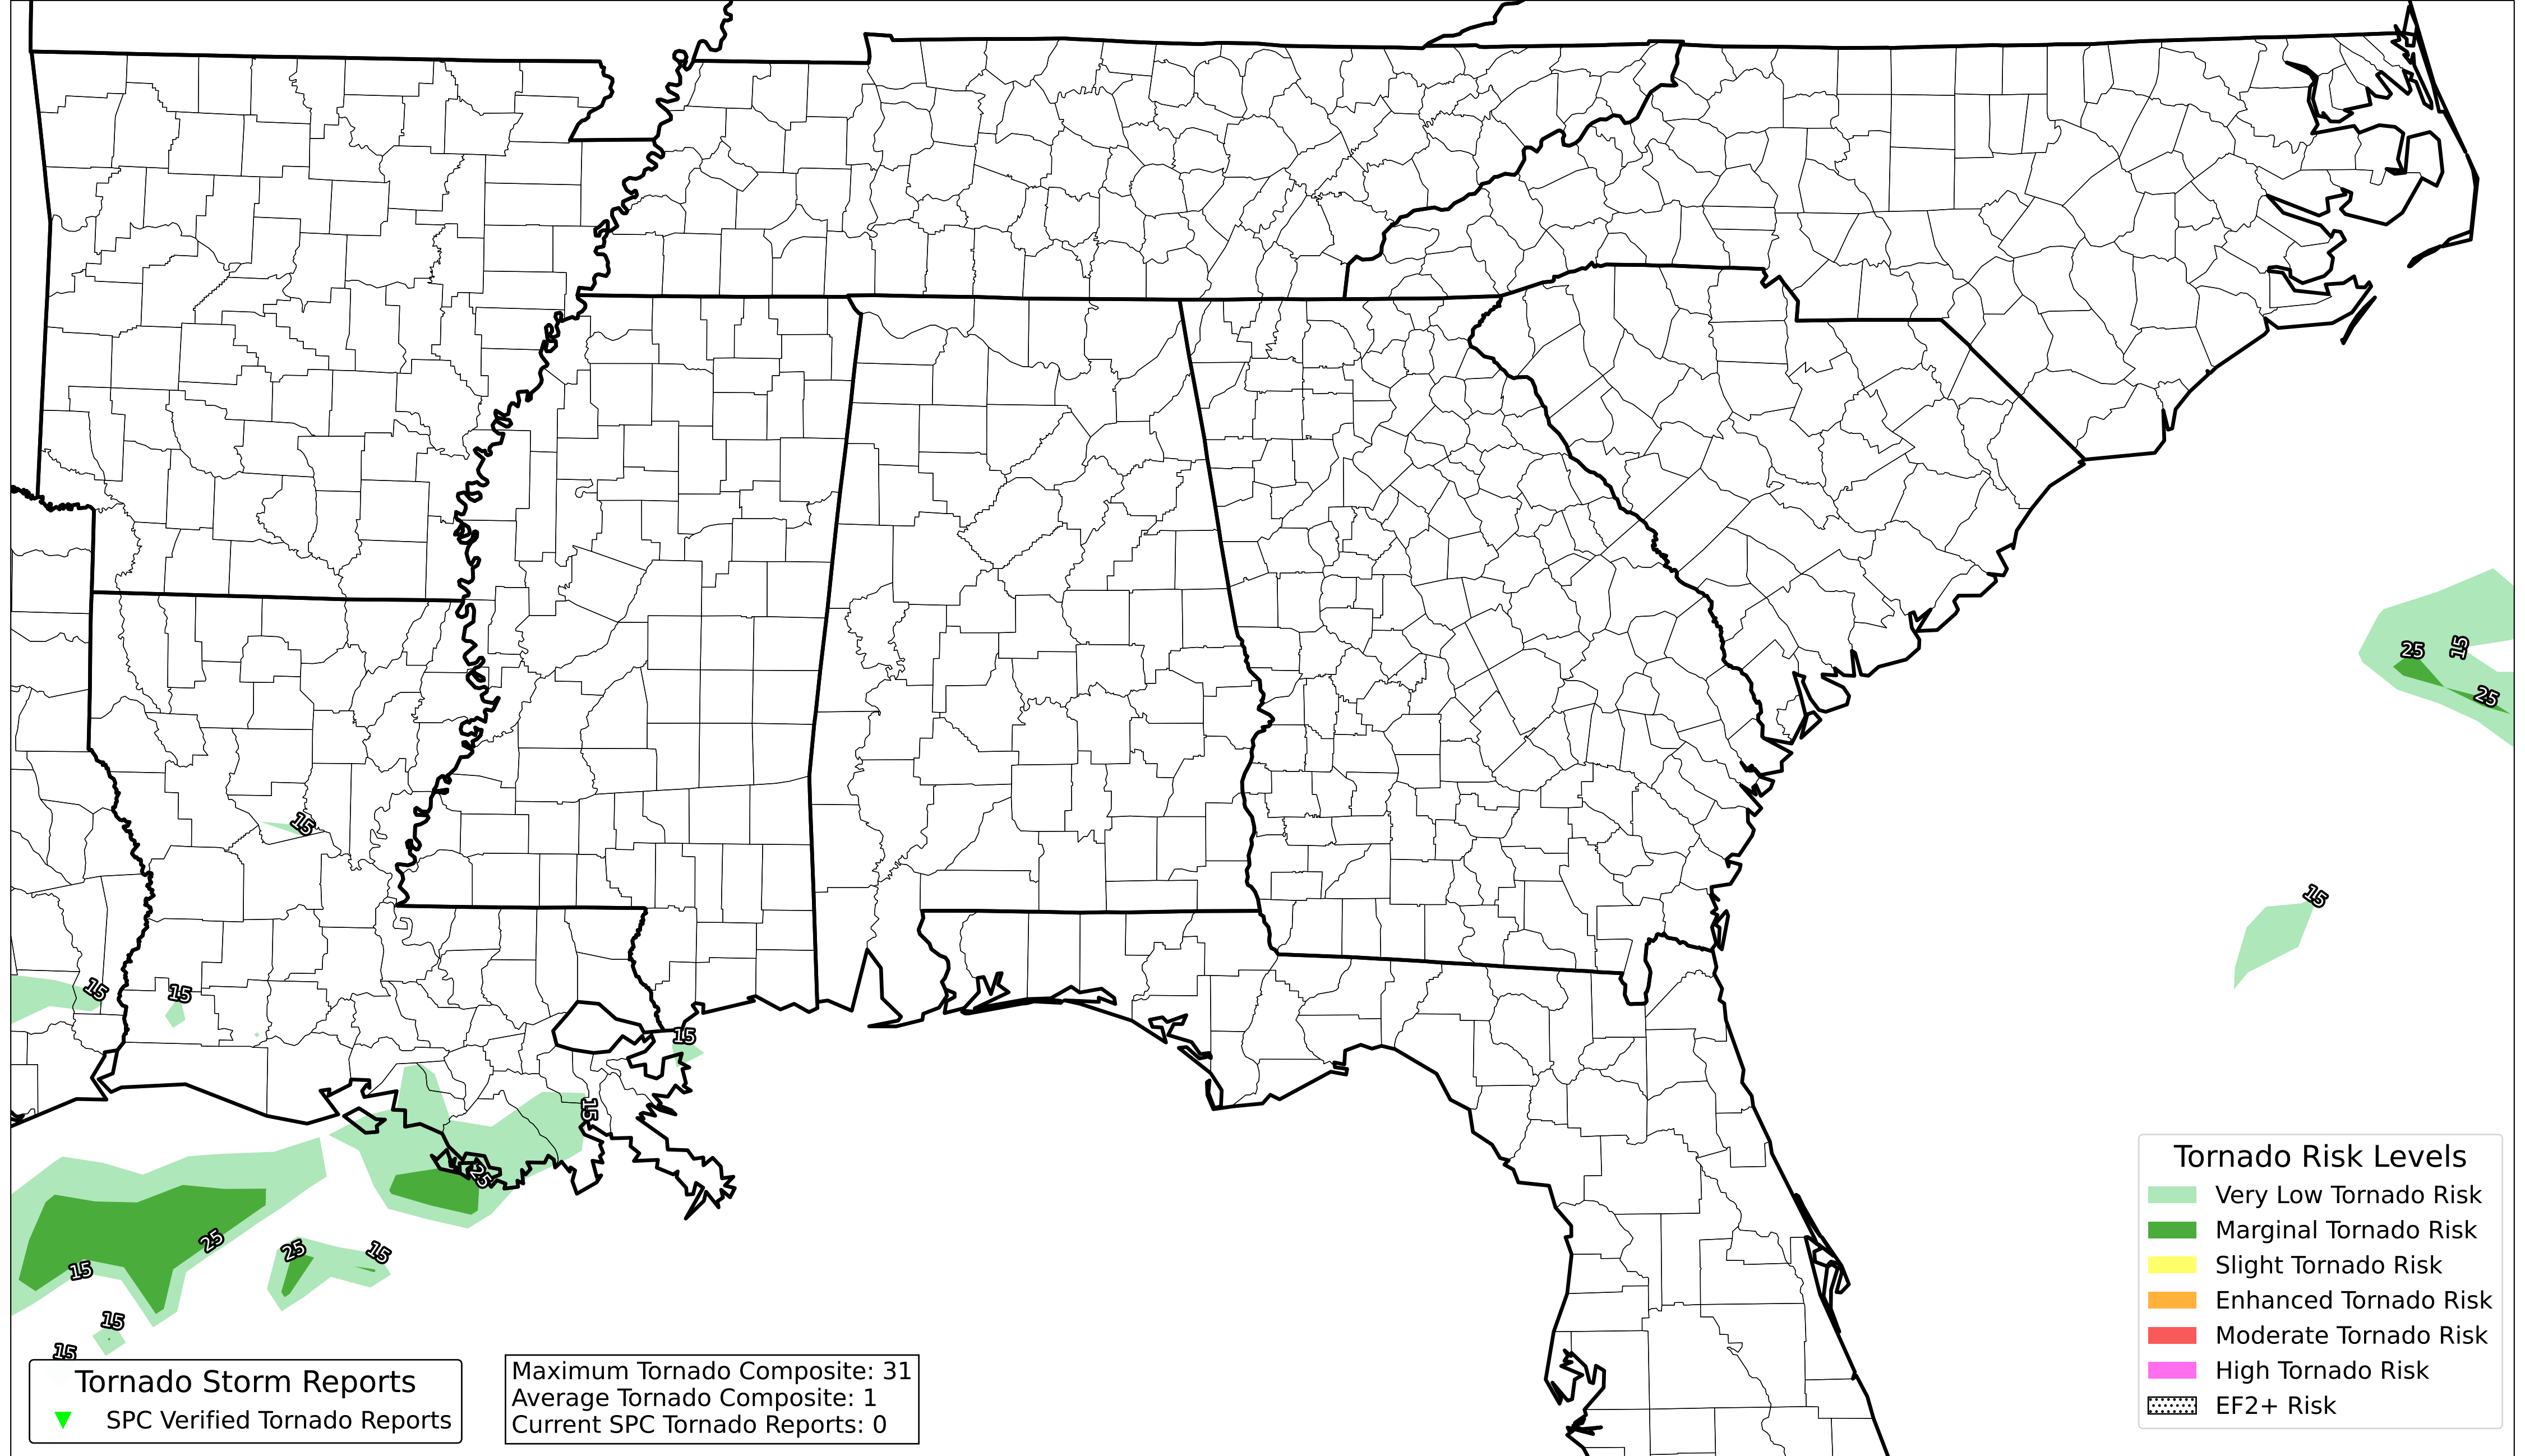 25
15
25
15
15
15
15
15
15
25
25
25
15
15
15
15
Tornado Risk Levels
Very Low Tornado Risk
Marginal Tornado Risk
Slight Tornado Risk
Enhanced Tornado Risk
Moderate Tornado Risk
High Tornado Risk
EF2+ Risk
Tornado Storm Reports
SPC Verified Tornado Reports
Maximum Tornado Composite: 31
Average Tornado Composite: 1
Current SPC Tornado Reports: 0